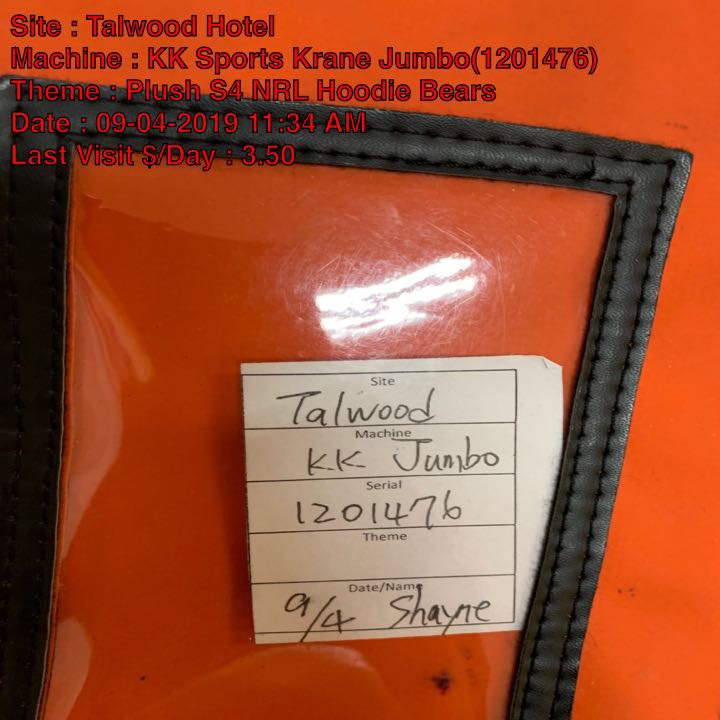 Site : Talwood Hotel
Machine : KK Sports Krane Jumbo(1201476)
Theme : Plush S4 NRL Hoodie Bears
Date : 09-04-2019 11:34 AM
Last Visit $/Day : 3.50
Site
Talwood
Machine
KK Jumbo
Serial
1201476
Theme
Date/Name
9/4 Shayne